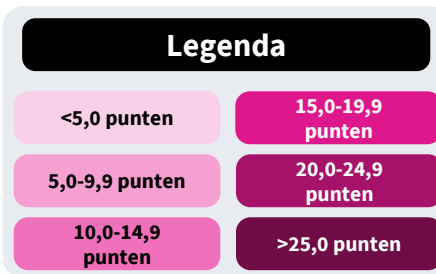 Legenda
<5,0 punten
15,0-19,9
punten
5,0-9,9 punten
20,0-24,9
punten
10,0-14,9
punten
>25,0 punten